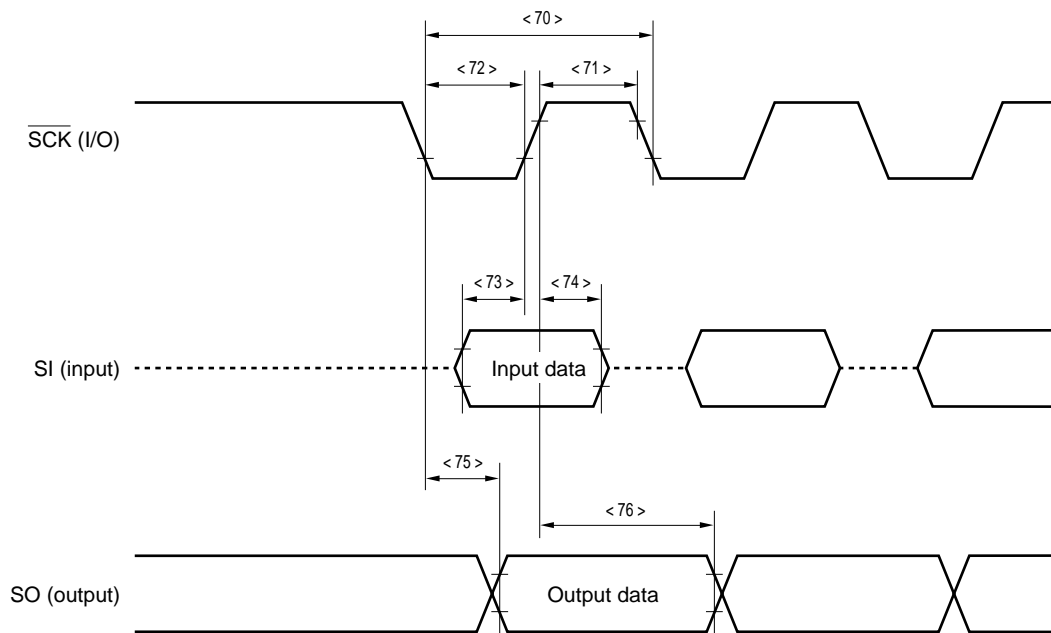 < 70 >
< 72 > < 71 >
SCK (I/O)
< 73 > < 74 >
SI (input) Input data
< 75 >
< 76 >
SO (output) Output data